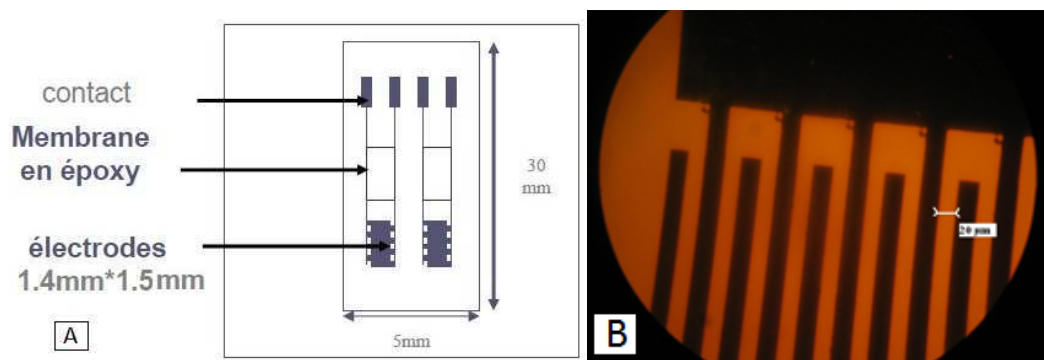 contact
Membrane
en époxy
électrodes
1.4mm*1.5mm
30
mm
5mm
A
20 µm
B